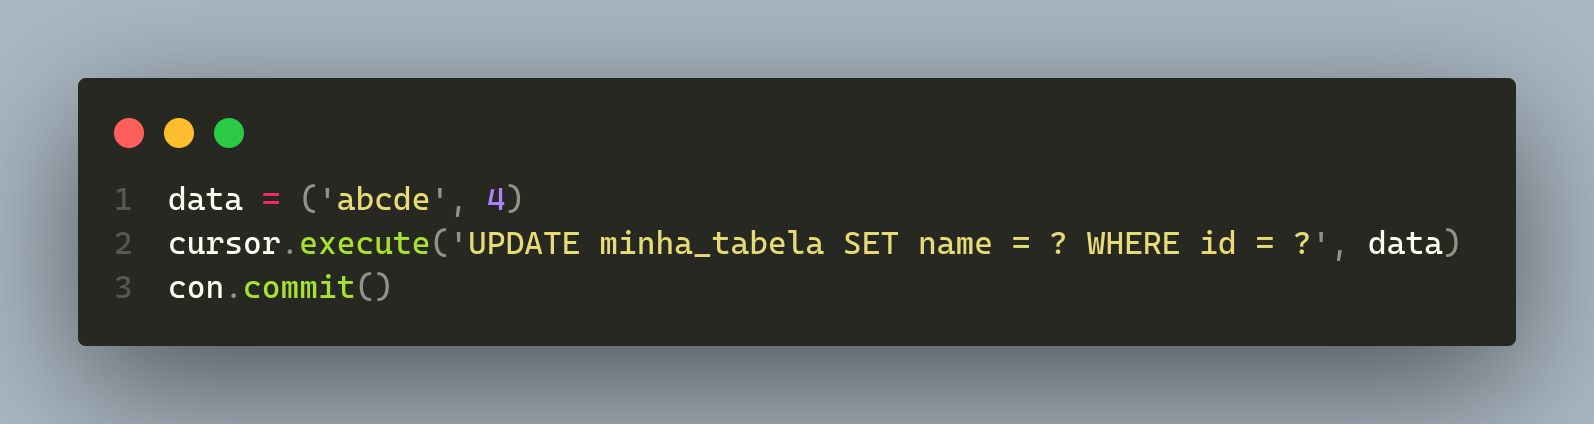 1 data = ('abcde', 4)
2 cursor.execute('UPDATE minha_tabela SET name = ? WHERE id = ?', data)
3 con.commit()